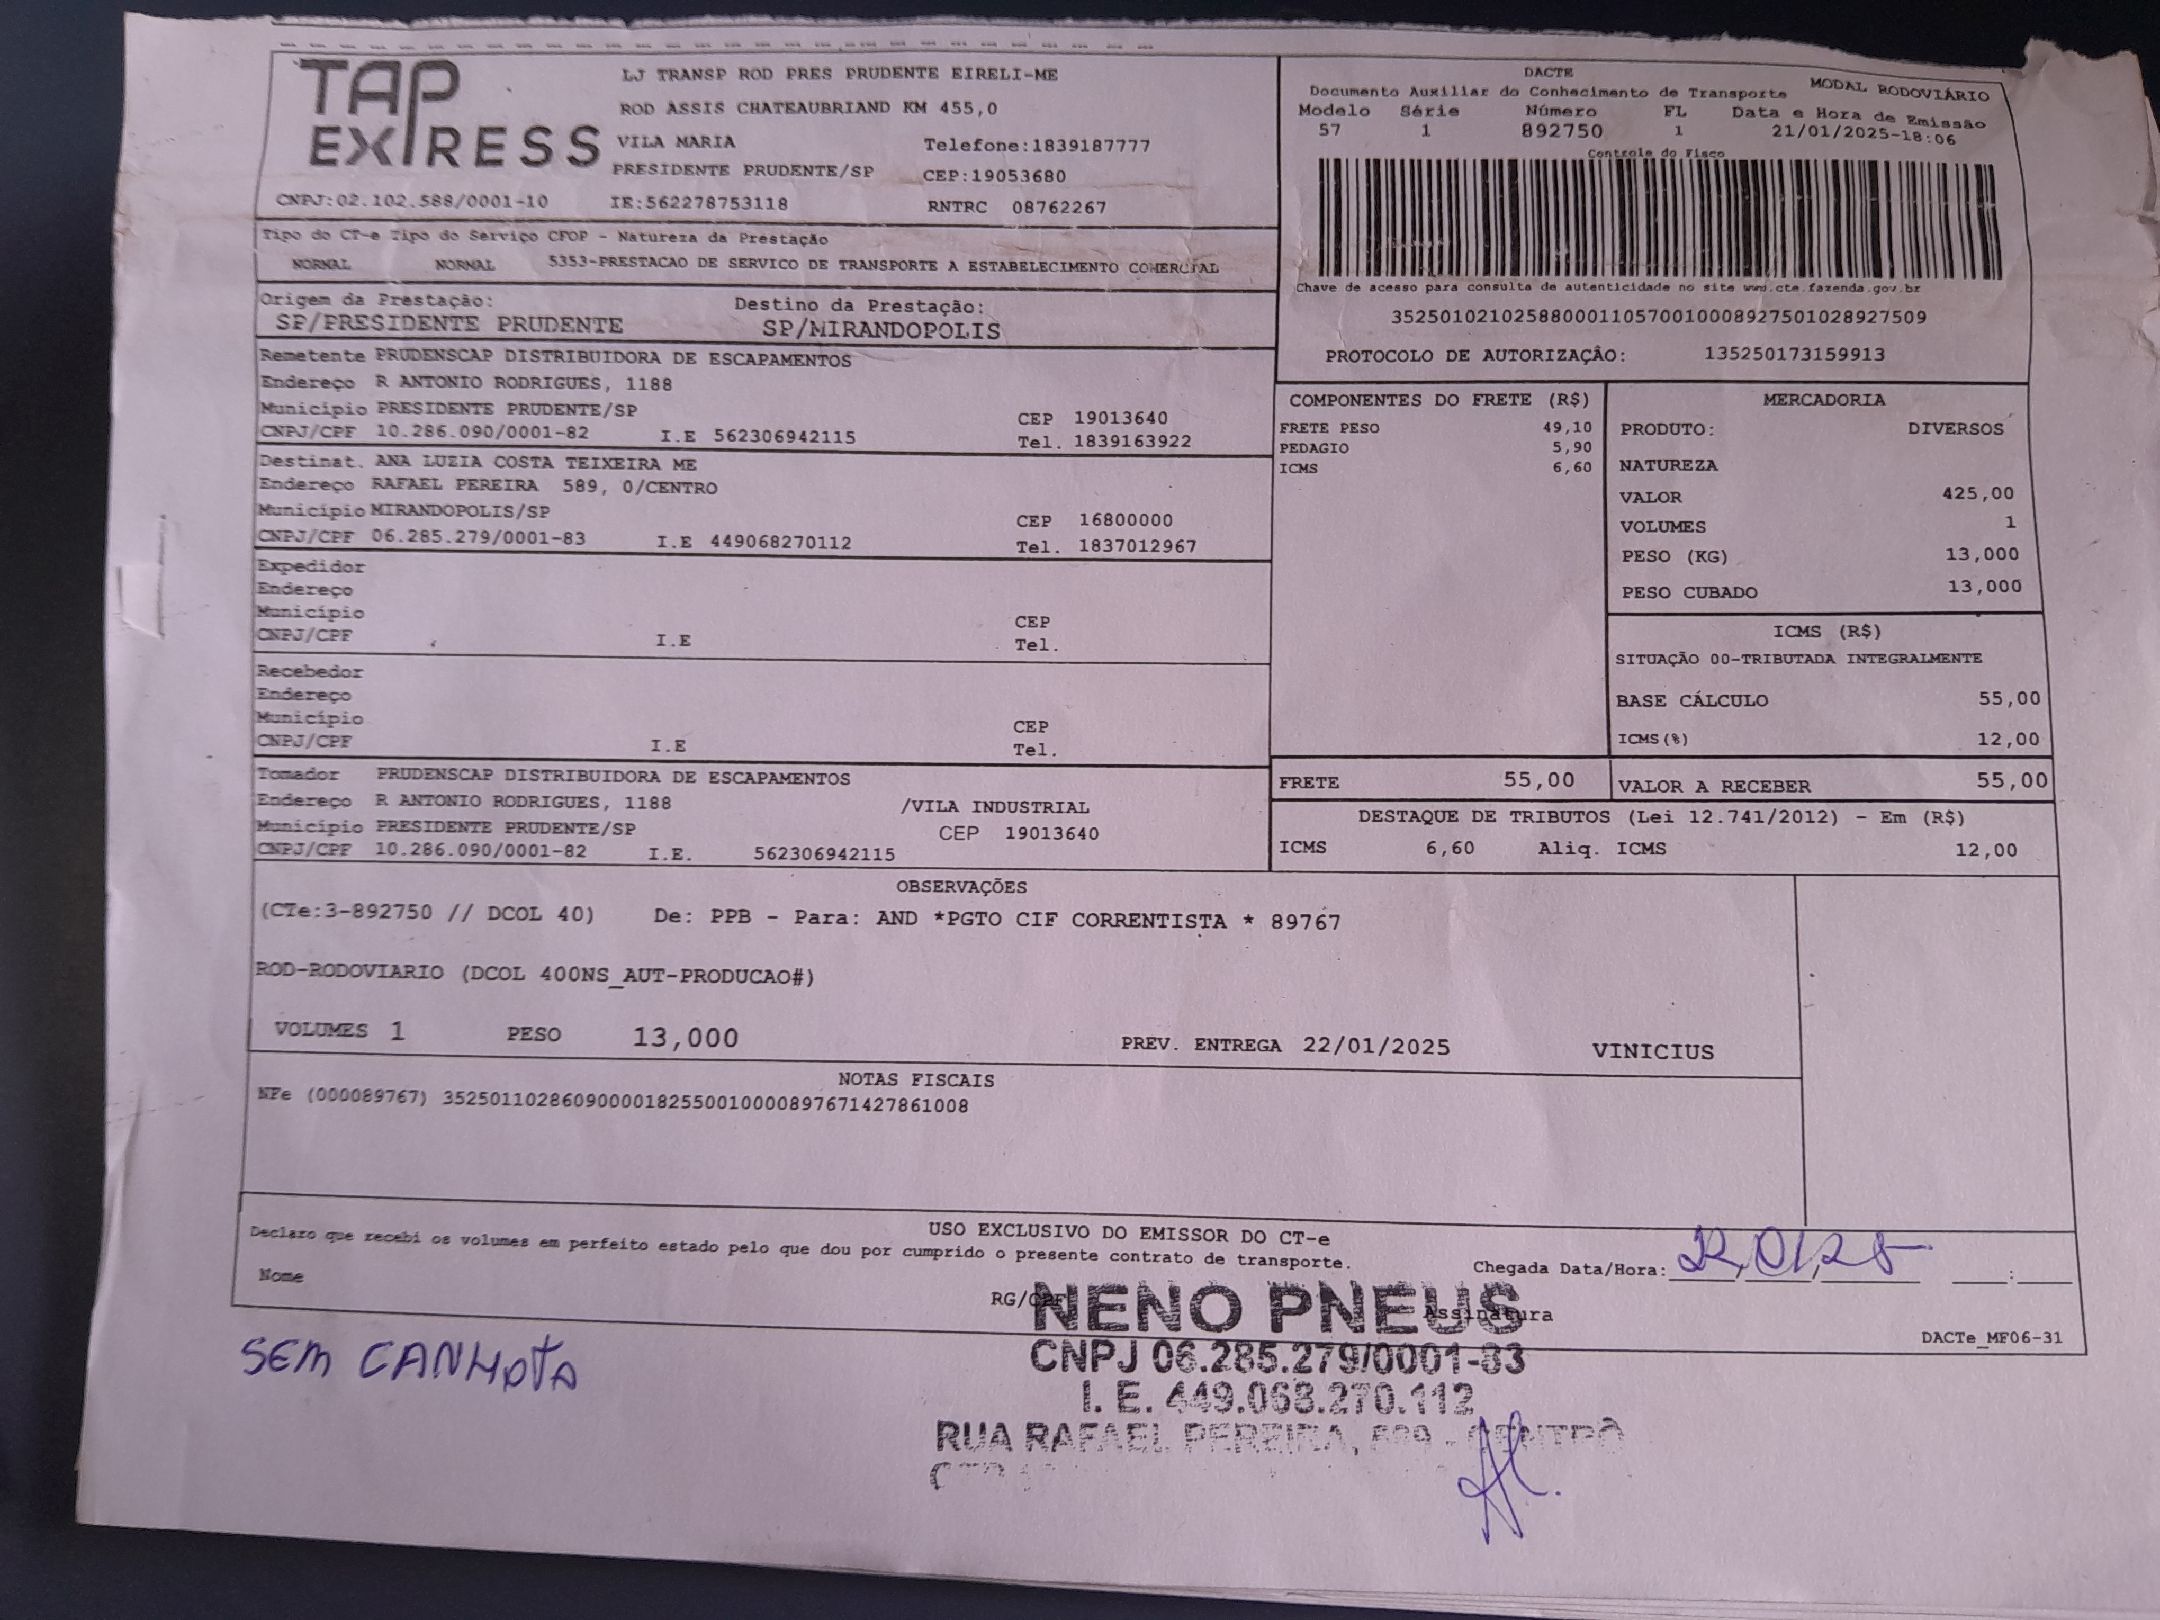 TAP EXPRESS
LJ TRANSP ROD PRES PRUDENTE EIRELI-ME
ROD ASSIS CHATEAUBRIAND KM 455,0
VILA MARIA Telefone:1839187777
PRESIDENTE PRUDENTE/SP CEP:19053680
CNPJ:02.102.588/0001-10 IE:562278753118 RNTRC 08762267
DACTE
Documento Auxiliar do Conhecimento de Transporte MODAL RODOVIÁRIO
Modelo Série Número FL Data e Hora de Emissão
57 1 892750 1 21/01/2025-18:06
Controle do Fisco
Chave de acesso para consulta de autenticidade no site www.cte.fazenda.gov.br
35250102102588000110570010008927501028927509
PROTOCOLO DE AUTORIZAÇÃO: 135250173159913
Tipo do CT-e Tipo do Serviço CFOP - Natureza da Prestação
NORMAL NORMAL 5353-PRESTACAO DE SERVICO DE TRANSPORTE A ESTABELECIMENTO COMERCIAL
Origem da Prestação: Destino da Prestação:
SP/PRESIDENTE PRUDENTE SP/MIRANDOPOLIS
Remetente PRUDENSCAP DISTRIBUIDORA DE ESCAPAMENTOS
Endereço R ANTONIO RODRIGUES, 1188
Município PRESIDENTE PRUDENTE/SP CEP 19013640
CNPJ/CPF 10.286.090/0001-82 I.E 562306942115 Tel. 1839163922
Destinat. ANA LUZIA COSTA TEIXEIRA ME
Endereço RAFAEL PEREIRA 589, 0/CENTRO
Município MIRANDOPOLIS/SP CEP 16800000
CNPJ/CPF 06.285.279/0001-83 I.E 449068270112 Tel. 1837012967
Expedidor
Endereço
Município CEP
CNPJ/CPF I.E Tel.
Recebedor
Endereço
Município CEP
CNPJ/CPF I.E Tel.
Tomador PRUDENSCAP DISTRIBUIDORA DE ESCAPAMENTOS
Endereço R ANTONIO RODRIGUES, 1188 /VILA INDUSTRIAL
Município PRESIDENTE PRUDENTE/SP CEP 19013640
CNPJ/CPF 10.286.090/0001-82 I.E. 562306942115
COMPONENTES DO FRETE (R$)
FRETE PESO 49,10
PEDAGIO 5,90
ICMS 6,60
MERCADORIA
PRODUTO: DIVERSOS
NATUREZA
VALOR 425,00
VOLUMES 1
PESO (KG) 13,000
PESO CUBADO 13,000
ICMS (R$)
SITUAÇÃO 00-TRIBUTADA INTEGRALMENTE
BASE CÁLCULO 55,00
ICMS(%) 12,00
FRETE 55,00 VALOR A RECEBER 55,00
DESTAQUE DE TRIBUTOS (Lei 12.741/2012) - Em (R$)
ICMS 6,60 Aliq. ICMS 12,00
OBSERVAÇÕES
(CTe:3-892750 // DCOL 40) De: PPB - Para: AND *PGTO CIF CORRENTISTA * 89767
ROD-RODOVIARIO (DCOL 400NS_AUT-PRODUCAO#)
VOLUMES 1 PESO 13,000 PREV. ENTREGA 22/01/2025 VINICIUS
NOTAS FISCAIS
NFe (000089767) 35250110286090000182550010000897671427861008
USO EXCLUSIVO DO EMISSOR DO CT-e
Declaro que recebi os volumes em perfeito estado pelo que dou por cumprido o presente contrato de transporte.
Chegada Data/Hora: 22/01/25 :
Nome RG/CPF Assinatura
DACTe_MF06-31
SEM CANHOTO
NENO PNEUS
CNPJ 06.285.279/0001-83
I. E. 449.068.270.112
RUA RAFAEL PEREIRA, 589 - CENTRO